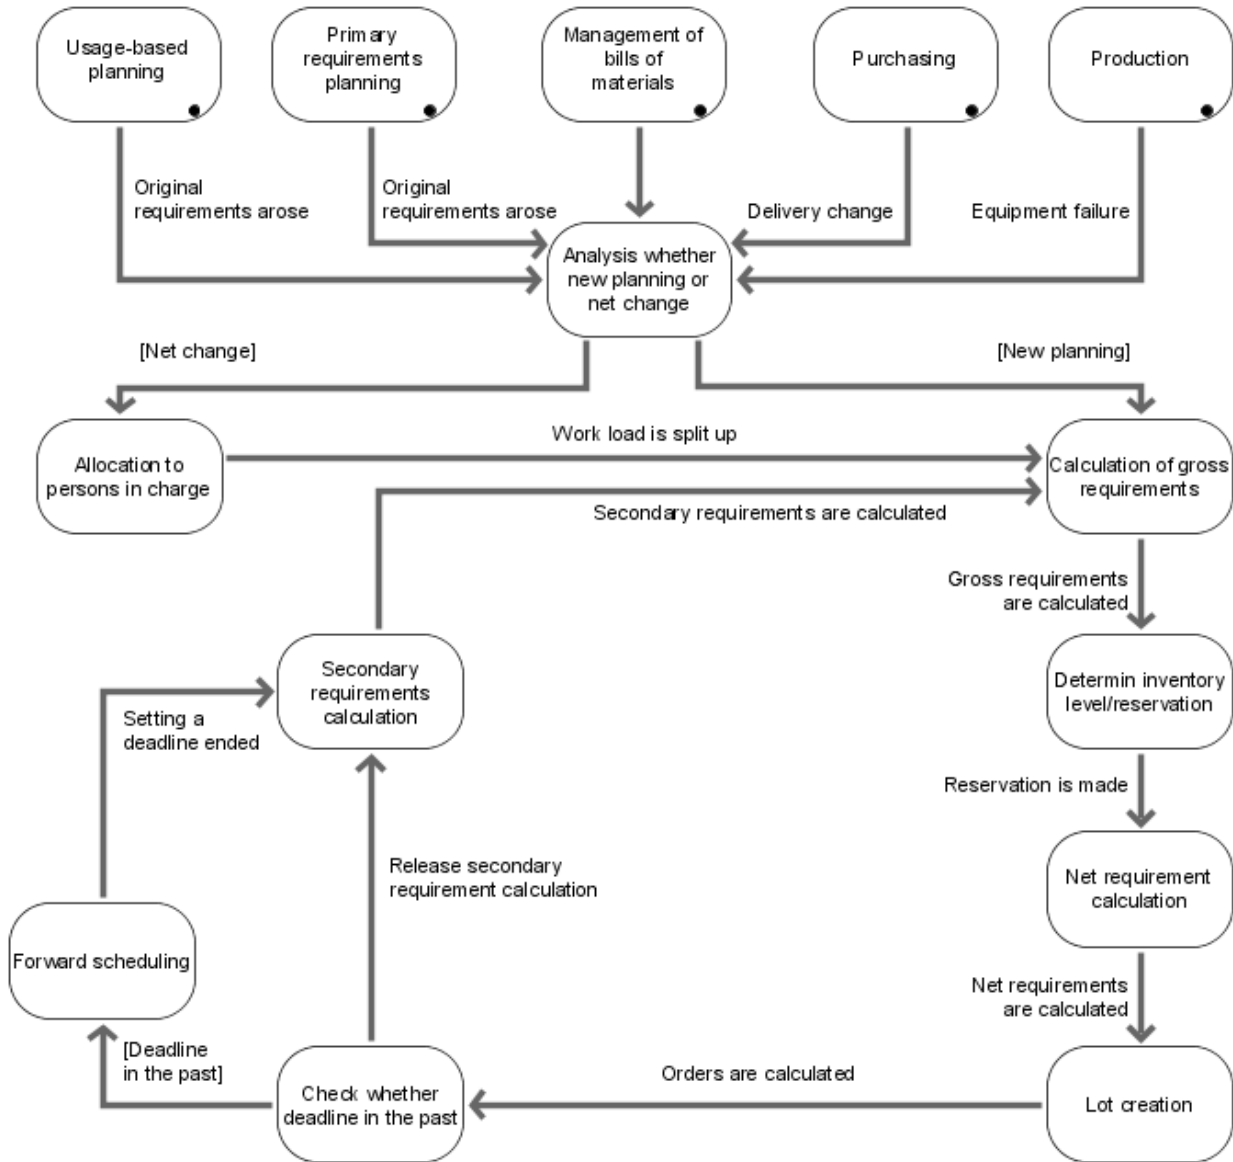 Usage-based
planning
Primary
requirements
planning
Management of
bills of
materials
Purchasing
Production
Original
requirements arose
Original
requirements arose
Delivery change
Equipment failure
Analysis whether
new planning or
net change
[Net change]
[New planning]
Allocation to
persons in charge
Work load is split up
Calculation of gross
requirements
Secondary requirements are calculated
Gross requirements
are calculated
Secondary
requirements
calculation
Determin inventory
level/reservation
Setting a
deadline ended
Reservation is made
Release secondary
requirement calculation
Net requirement
calculation
Forward scheduling
Net requirements
are calculated
[Deadline
in the past]
Check whether
deadline in the past
Orders are calculated
Lot creation